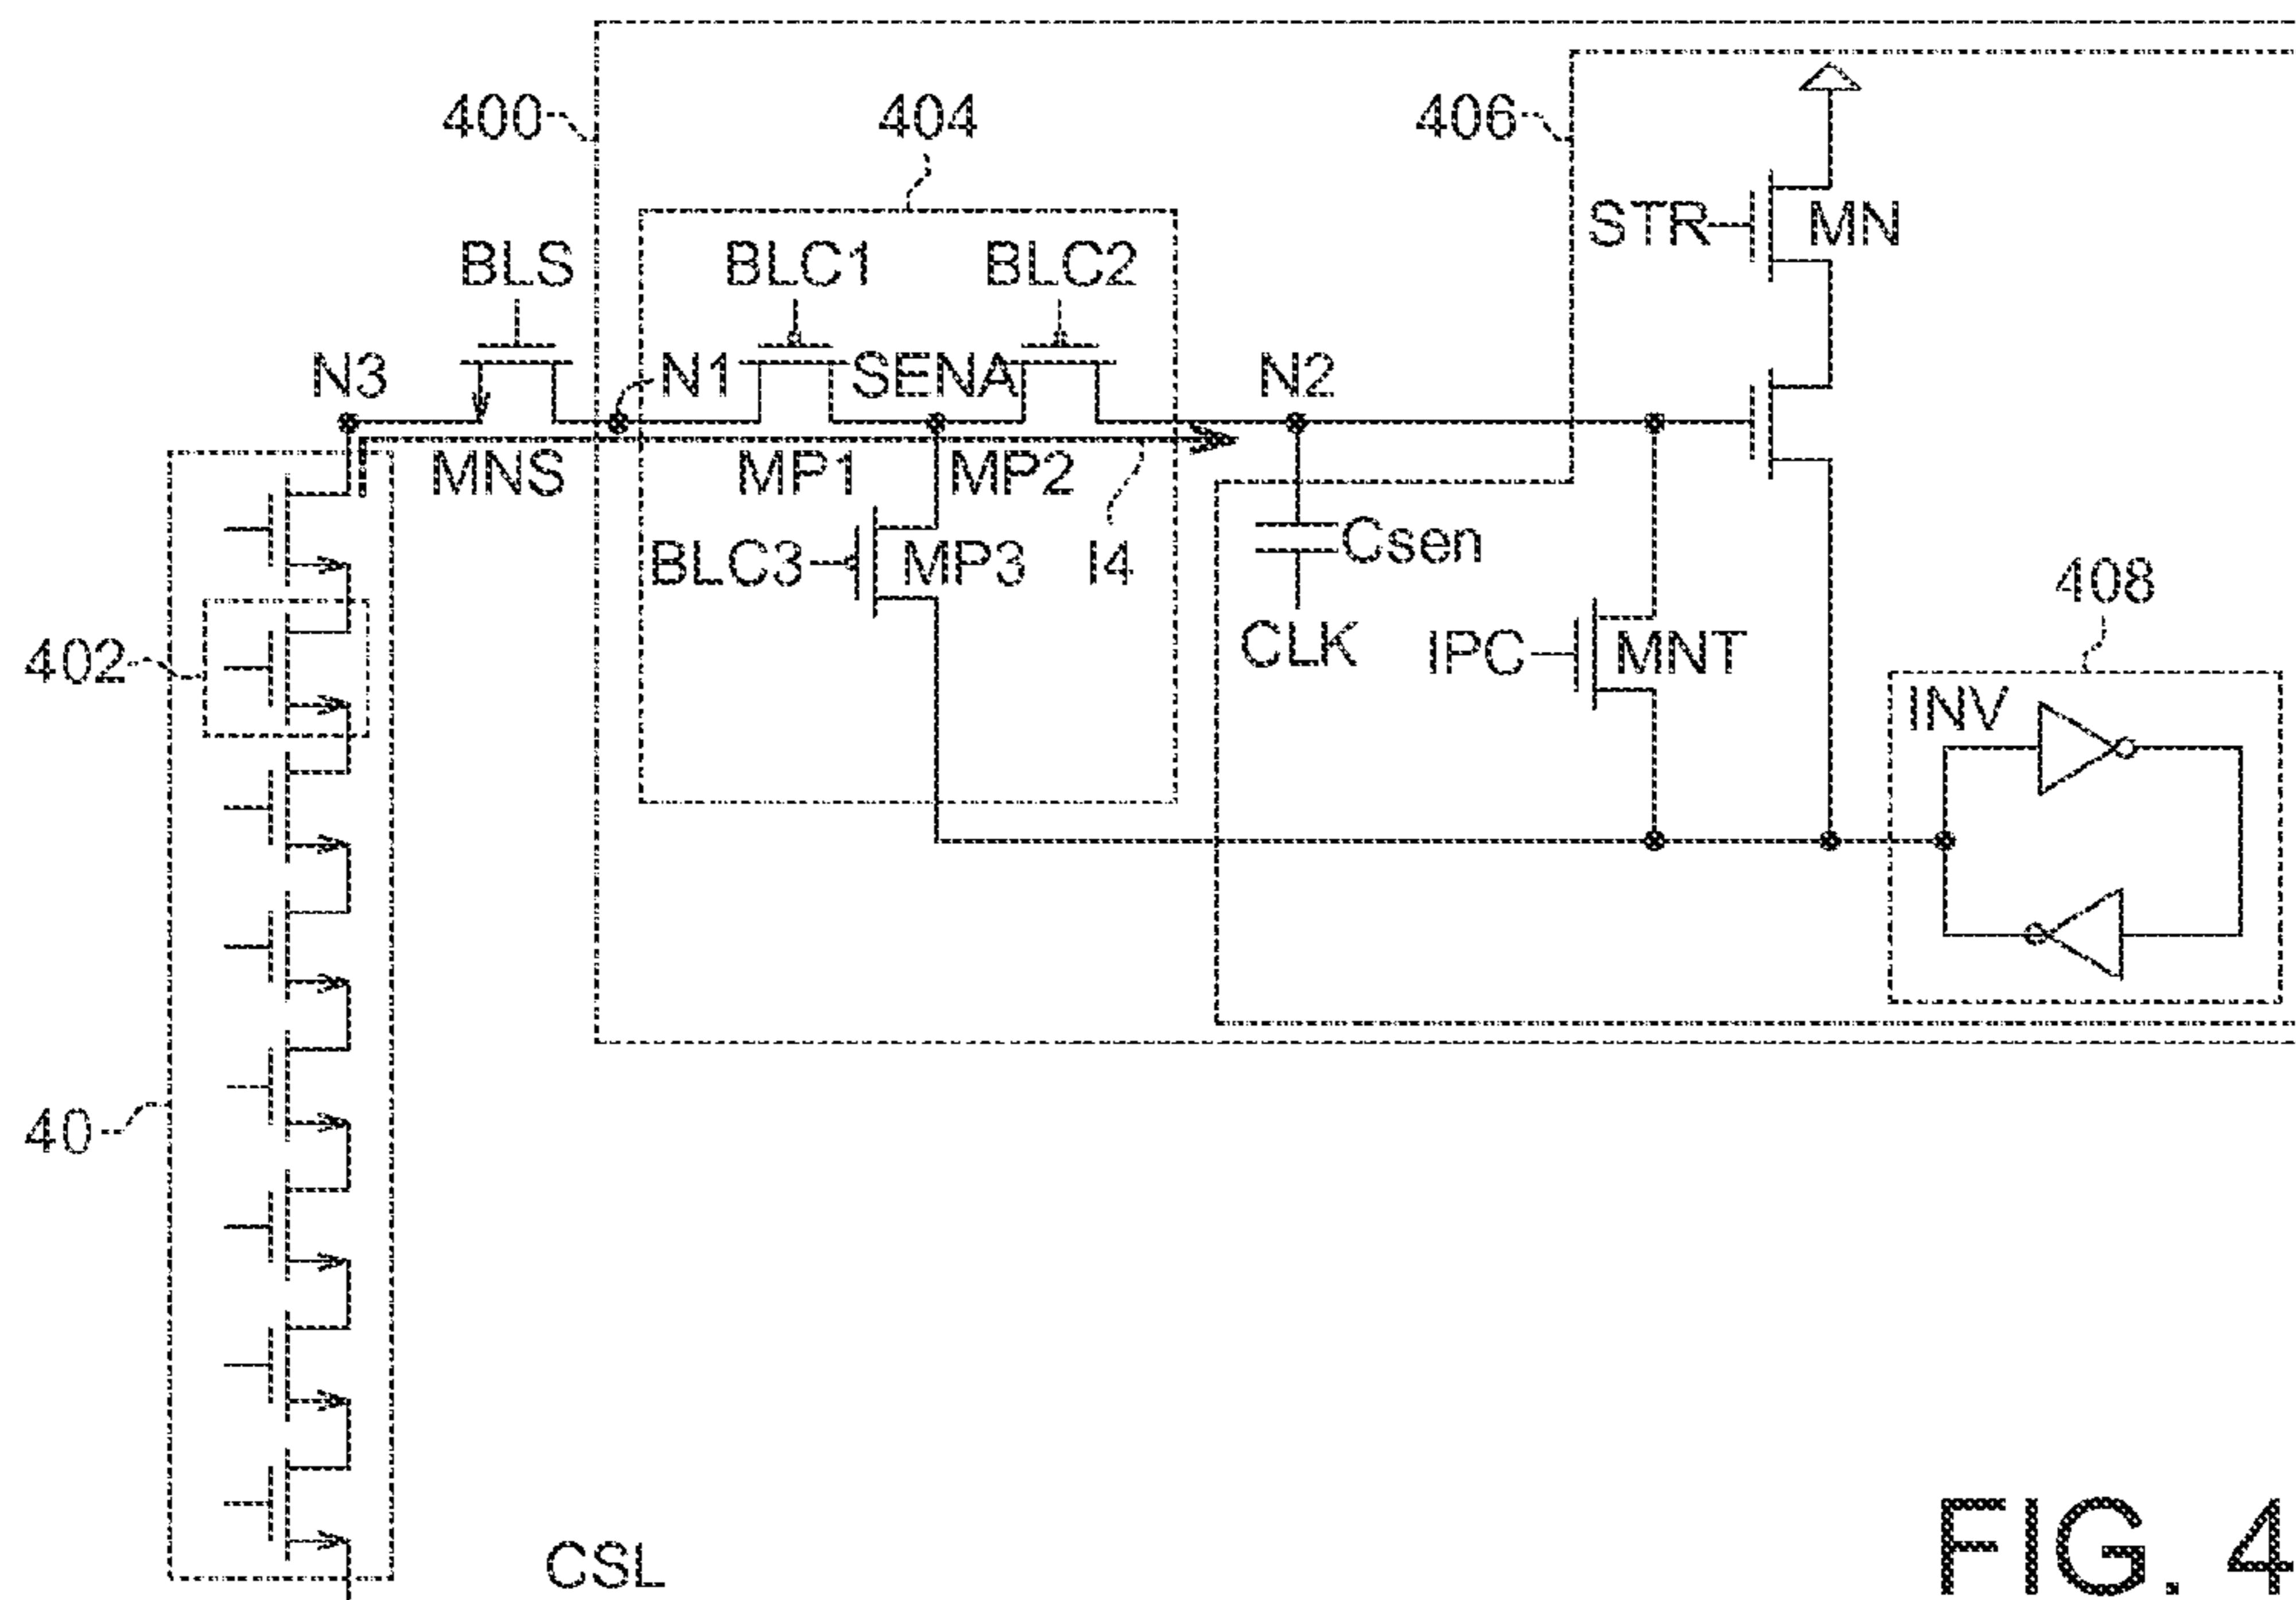 400
404
406
STR
MN
BLS
BLC1
BLC2
N3
N1
SENA
N2
MNS
MP1
MP2
BLC3
MP3
I4
Csen
CLK
IPC
MNT
408
INV
402
40
CSL
FIG. 4